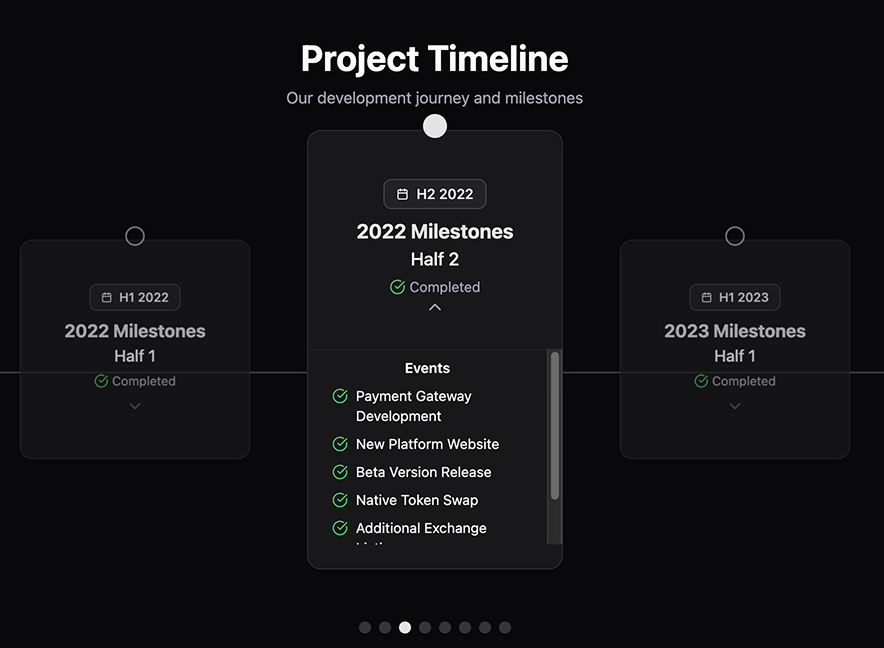 Project Timeline
Our development journey and milestones
H1 2022
2022 Milestones
Half 1
Completed
H2 2022
2022 Milestones
Half 2
Completed
Events
Payment Gateway
Development
New Platform Website
Beta Version Release
Native Token Swap
Additional Exchange
H1 2023
2023 Milestones
Half 1
Completed